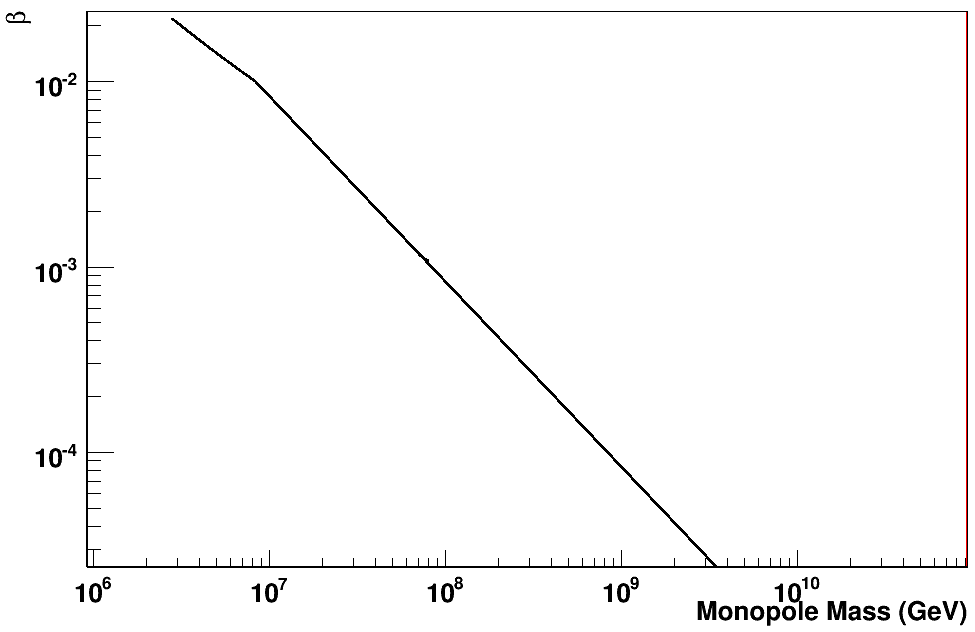 β
10⁻²
10⁻³
10⁻⁴
10⁶ 10⁷ 10⁸ 10⁹ 10¹⁰
Monopole Mass (GeV)